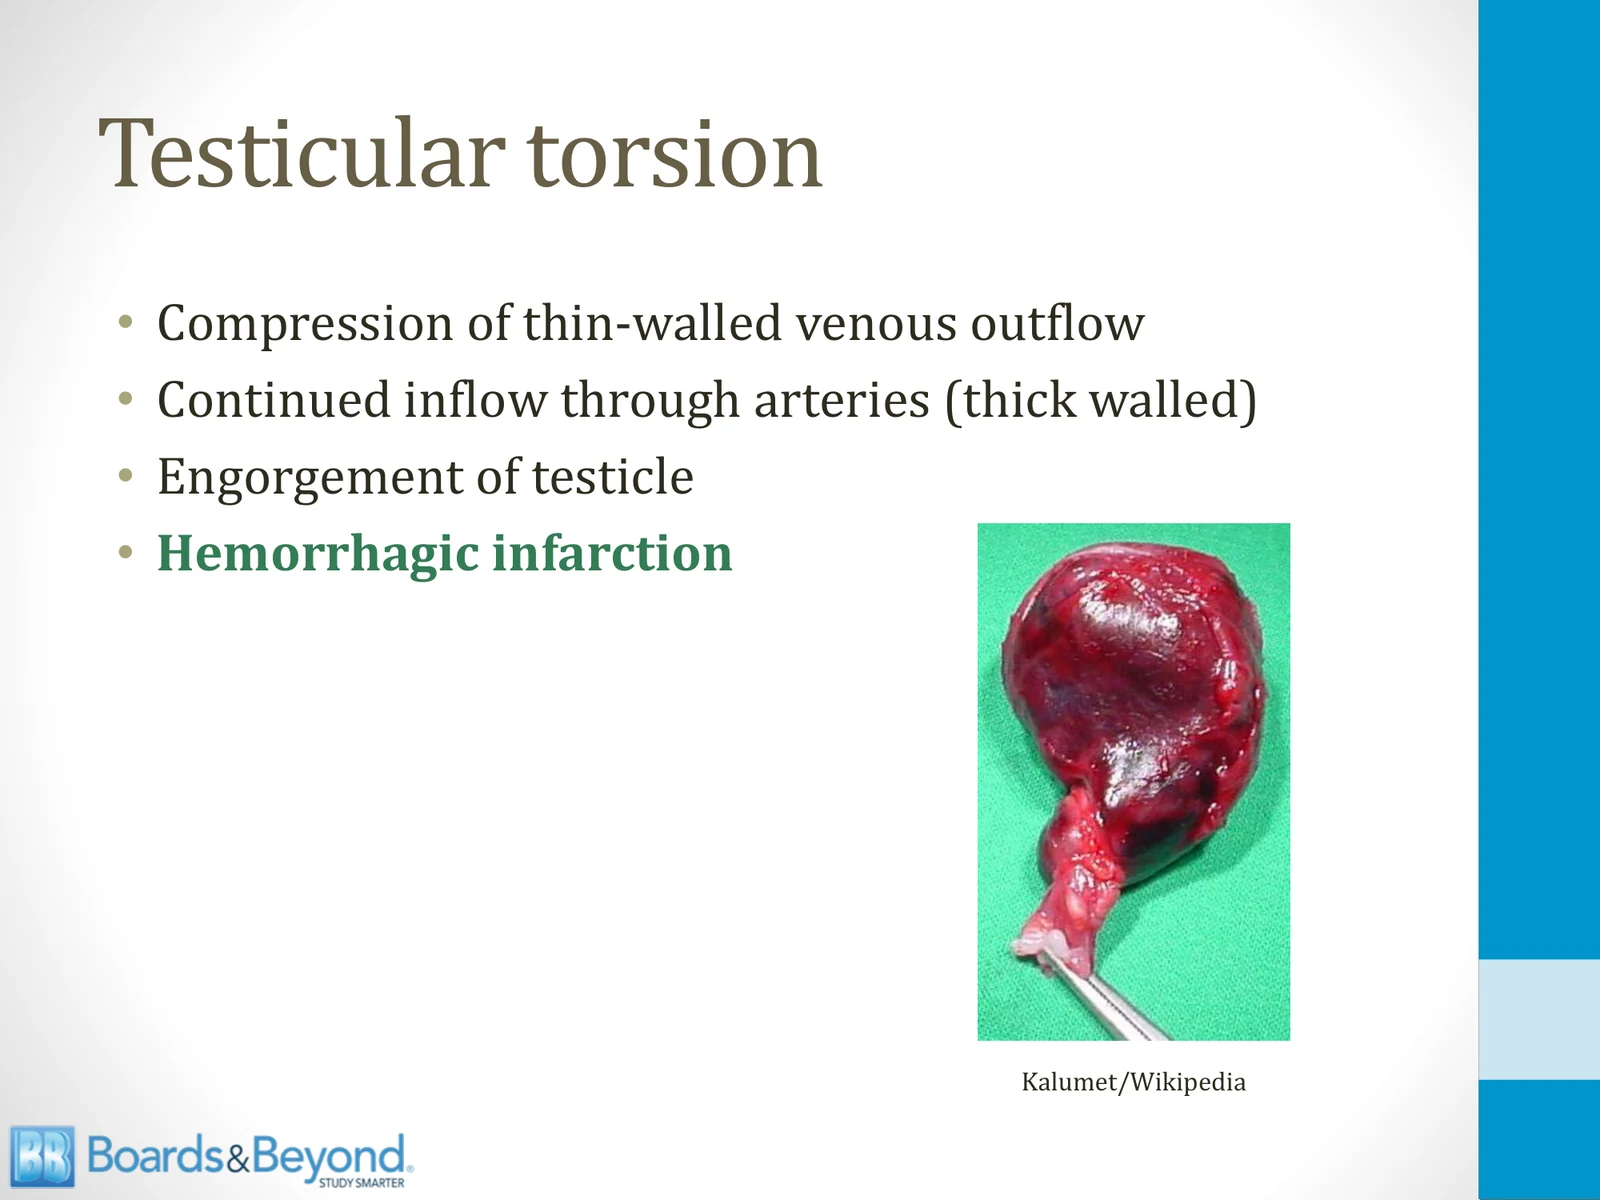 Testicular torsion
• Compression of thin-walled venous outflow
• Continued inflow through arteries (thick walled)
• Engorgement of testicle
• Hemorrhagic infarction
Kalumet/Wikipedia
BB Boards&Beyond®
STUDY SMARTER